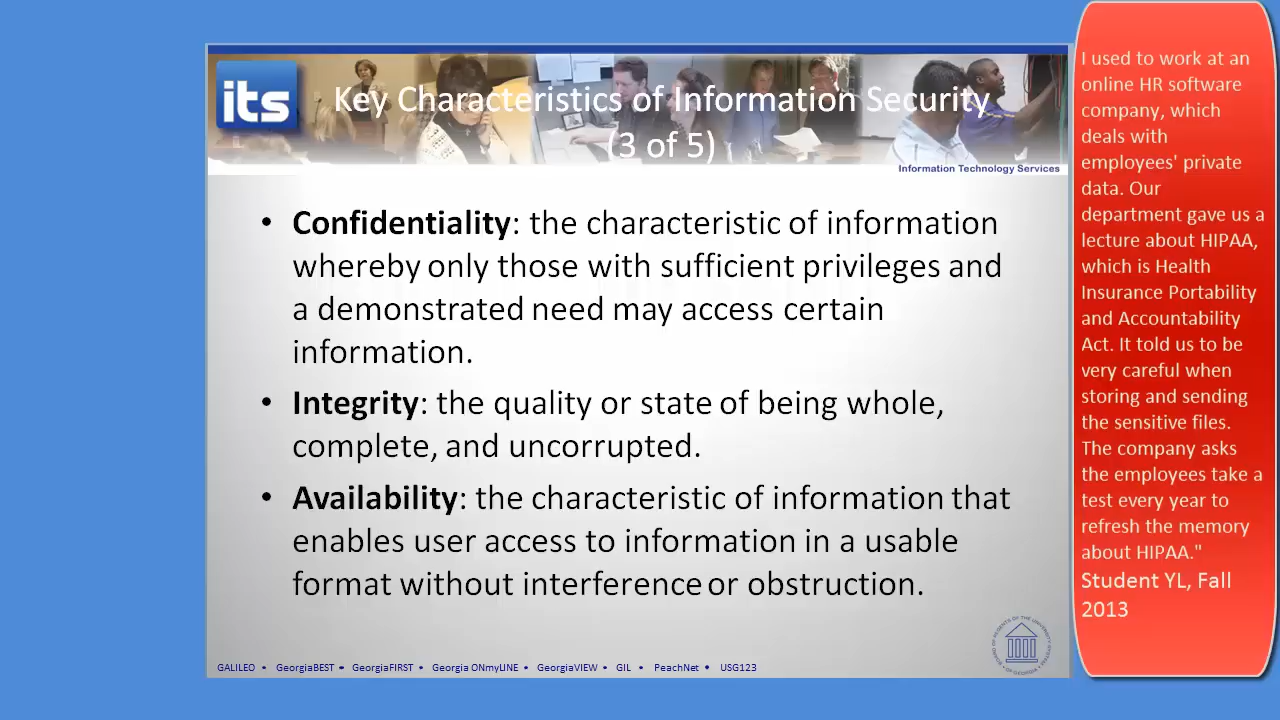 its
Key Characteristics of Information Security
(3 of 5)
Information Technology Services
• Confidentiality: the characteristic of information
whereby only those with sufficient privileges and
a demonstrated need may access certain
information.
• Integrity: the quality or state of being whole,
complete, and uncorrupted.
• Availability: the characteristic of information that
enables user access to information in a usable
format without interference or obstruction.
GALILEO • GeorgiaBEST • GeorgiaFIRST • Georgia ONmyLINE • GeorgiaVIEW • GIL • PeachNet • USG123
I used to work at an
online HR software
company, which
deals with
employees' private
data. Our
department gave us a
lecture about HIPAA,
which is Health
Insurance Portability
and Accountability
Act. It told us to be
very careful when
storing and sending
the sensitive files.
The company asks
the employees take a
test every year to
refresh the memory
about HIPAA."
Student YL, Fall
2013